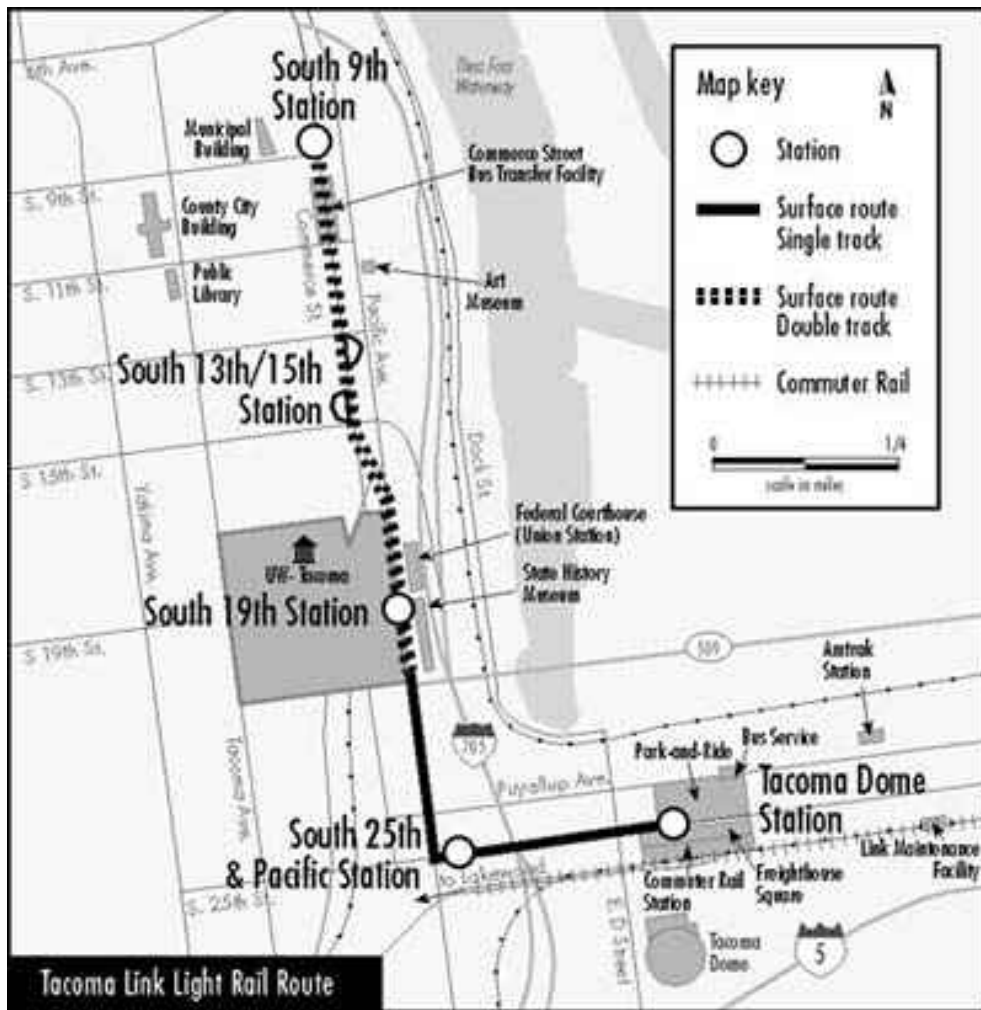 6th Ave.
South 9th
Station
Thea Foss
Waterway
Municipal
Building
Commerce Street
Bus Transfer Facility
S. 9th St.
County City
Building
Commerce St.
Public
Library
S. 11th St.
Art
Museum
Pacific Ave.
South 13th/15th
Station
S. 13th St.
Dock St.
S 15th St.
Yakima Ave.
Federal Courthouse
(Union Station)
UW-Tacoma
State History
Museum
South 19th Station
S 19th St.
509
Amtrak
Station
705
Park-and-Ride
Bus Service
Tacoma Ave.
Puyallup Ave.
Tacoma Dome
Station
South 25th
& Pacific Station
to Lakewood
Link Maintenance
Facility
S. 25th St.
Commuter Rail
Station
Freighthouse
Square
E D Street
Tacoma
Dome
5
Map key
N
Station
Surface route
Single track
Surface route
Double track
Commuter Rail
0 1/4
scale in miles
Tacoma Link Light Rail Route